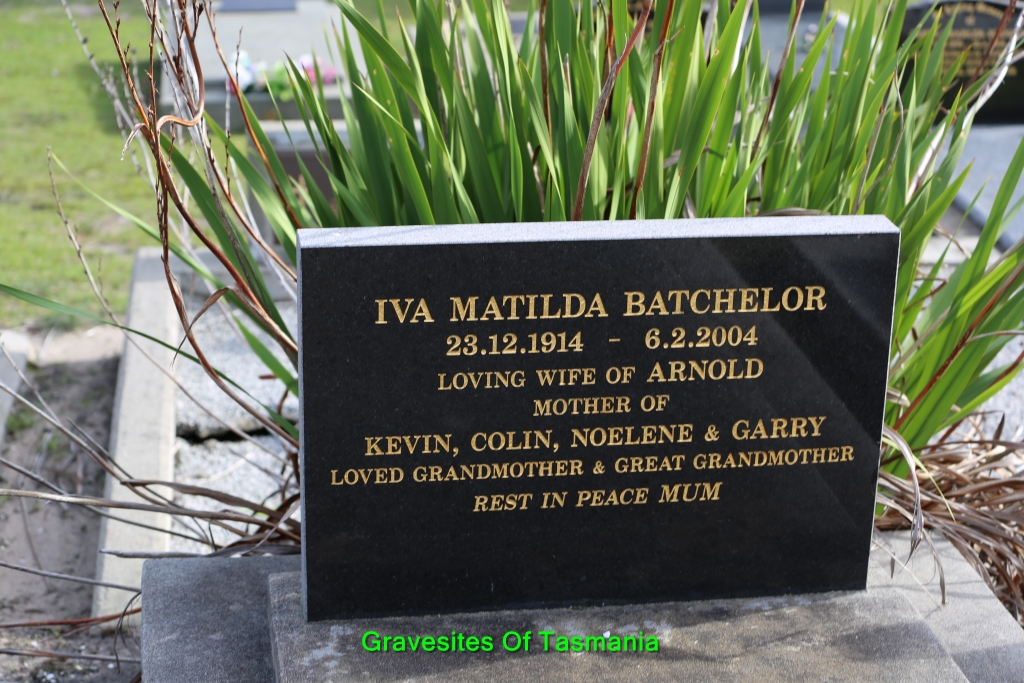 IVA MATILDA BATCHELOR
23.12.1914 - 6.2.2004
LOVING WIFE OF ARNOLD
MOTHER OF
KEVIN, COLIN, NOELENE & GARRY
LOVED GRANDMOTHER & GREAT GRANDMOTHER
REST IN PEACE MUM
Gravesites Of Tasmania